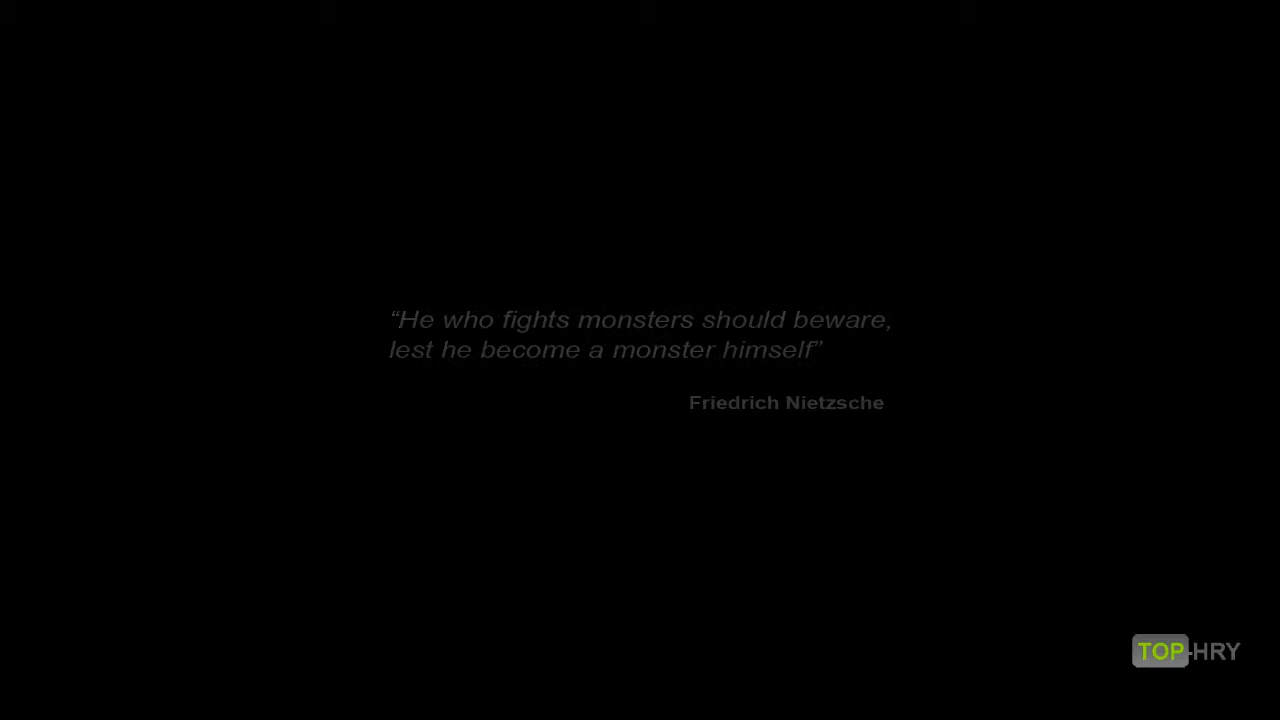 “He who fights monsters should beware,
lest he become a monster himself”
Friedrich Nietzsche
TOP-HRY